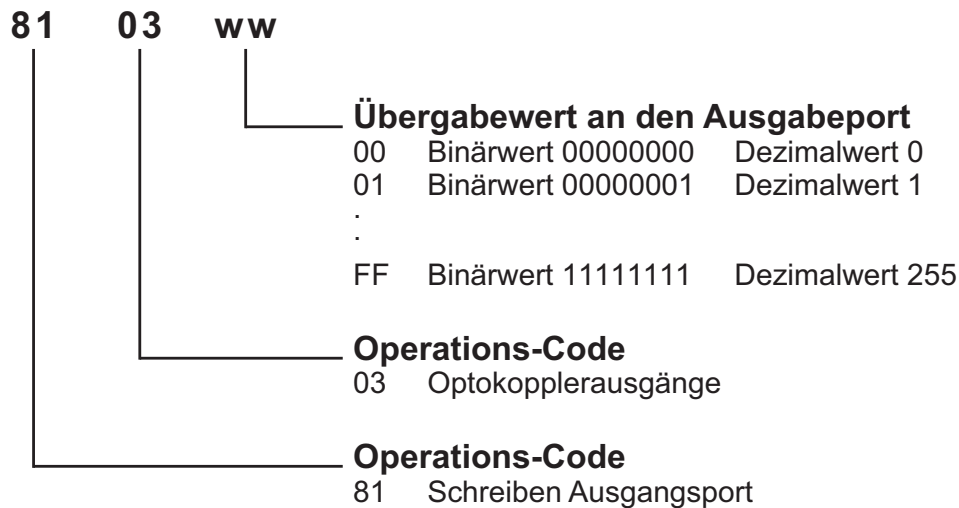 81 03 ww
Übergabewert an den Ausgabeport
00 Binärwert 00000000 Dezimalwert 0
01 Binärwert 00000001 Dezimalwert 1
.
.
FF Binärwert 11111111 Dezimalwert 255
Operations-Code
03 Optokopplerausgänge
Operations-Code
81 Schreiben Ausgangsport